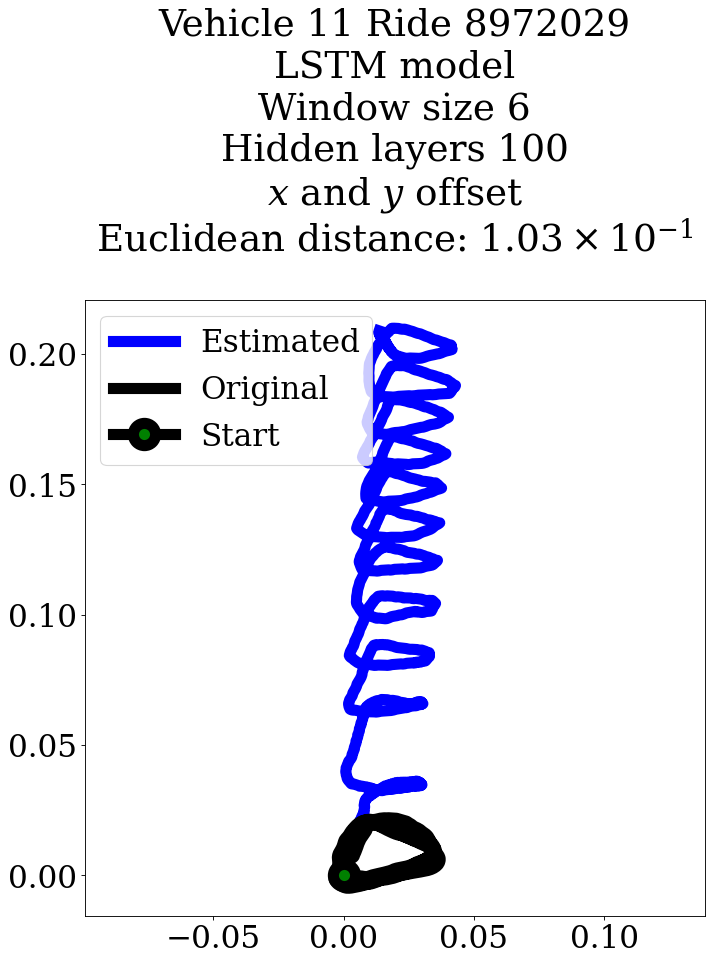 Vehicle 11 Ride 8972029
LSTM model
Window size 6
Hidden layers 100
x and y offset
Euclidean distance: 1.03 × 10⁻¹
Estimated
Original
Start
0.20
0.15
0.10
0.05
0.00
−0.05 0.00 0.05 0.10